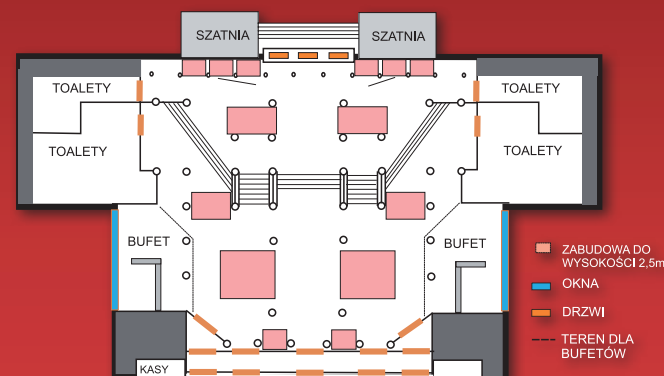 SZATNIA
SZATNIA
TOALETY
TOALETY
TOALETY
TOALETY
BUFET
BUFET
ZABUDOWA DO
WYSOKOŚCI 2,5m
OKNA
DRZWI
TEREN DLA
BUFETÓW
KASY